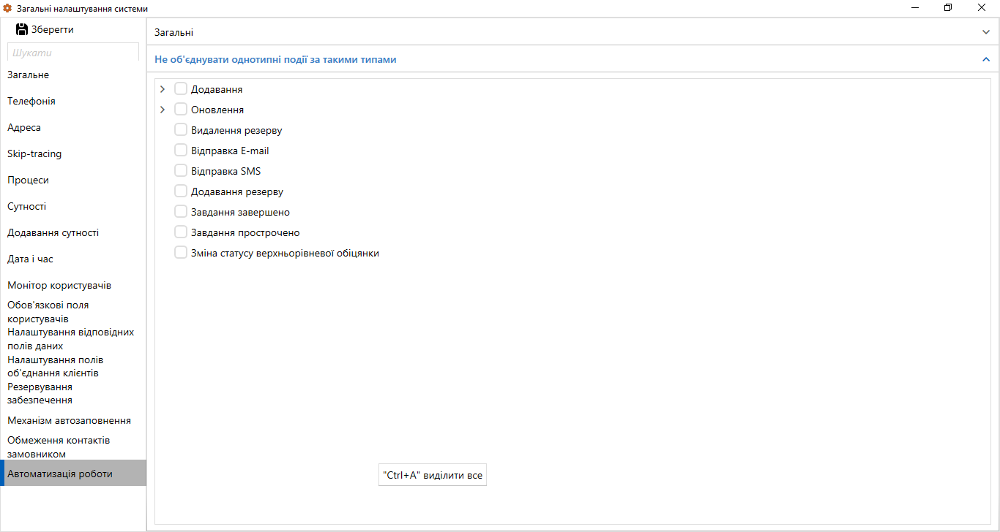 Загальні налаштування системи
Зберегти
Шукати
Загальне
Телефонія
Адреса
Skip-tracing
Процеси
Сутності
Додавання сутності
Дата і час
Монітор користувачів
Обов'язкові поля
користувачів
Налаштування відповідних
полів даних
Налаштування полів
об'єднання клієнтів
Резервування
забезпечення
Механізм автозаповнення
Обмеження контактів
замовником
Автоматизація роботи
Загальні
Не об'єднувати однотипні події за такими типами
Додавання
Оновлення
Видалення резерву
Відправка E-mail
Відправка SMS
Додавання резерву
Завдання завершено
Завдання прострочено
Зміна статусу верхньорівневої обіцянки
"Ctrl+A" виділити все